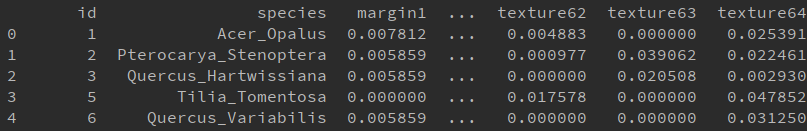 id species margin1 ... texture62 texture63 texture64
0 1 Acer_Opalus 0.007812 ... 0.004883 0.000000 0.025391
1 2 Pterocarya_Stenoptera 0.005859 ... 0.000977 0.039062 0.022461
2 3 Quercus_Hartwissiana 0.005859 ... 0.000000 0.020508 0.002930
3 5 Tilia_Tomentosa 0.000000 ... 0.017578 0.000000 0.047852
4 6 Quercus_Variabilis 0.005859 ... 0.000000 0.000000 0.031250